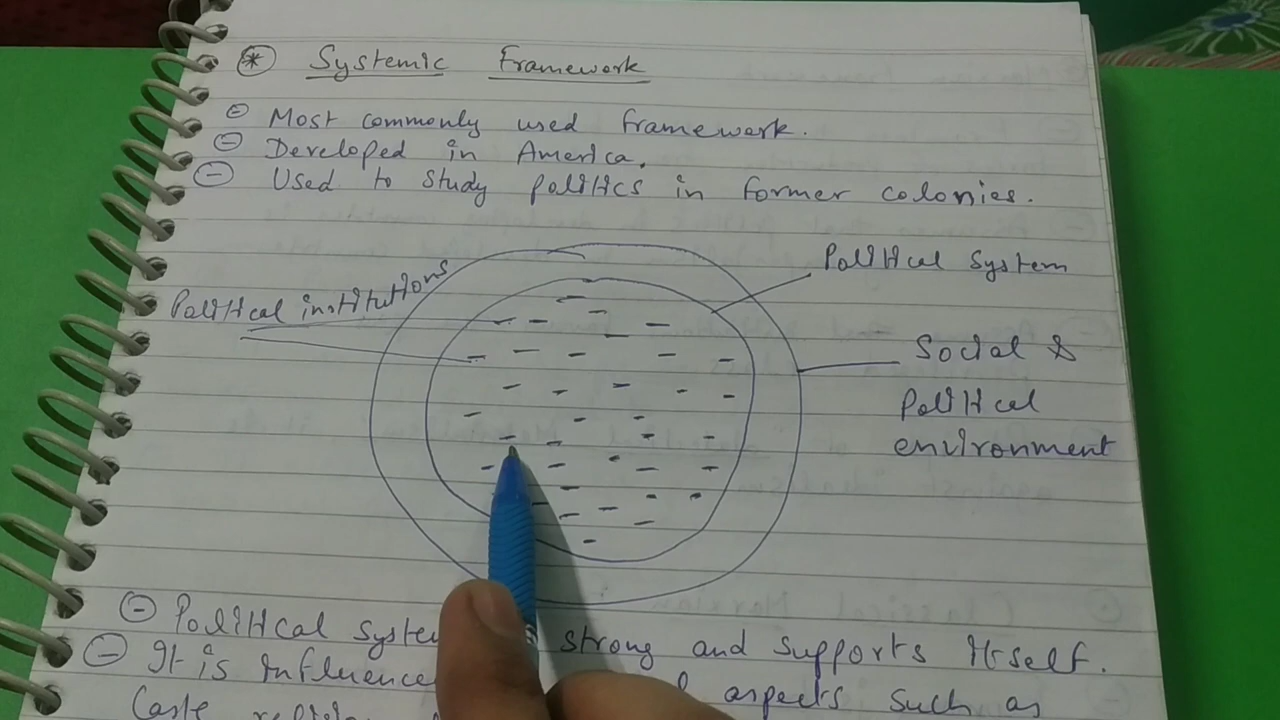 * Systemic Framework
Most commonly used framework.
Developed in America.
Used to study politics in former colonies.
Political institutions
Political System
Social &
Political
environment
Political syste strong and supports itself.
It is influence aspects such as
Caste